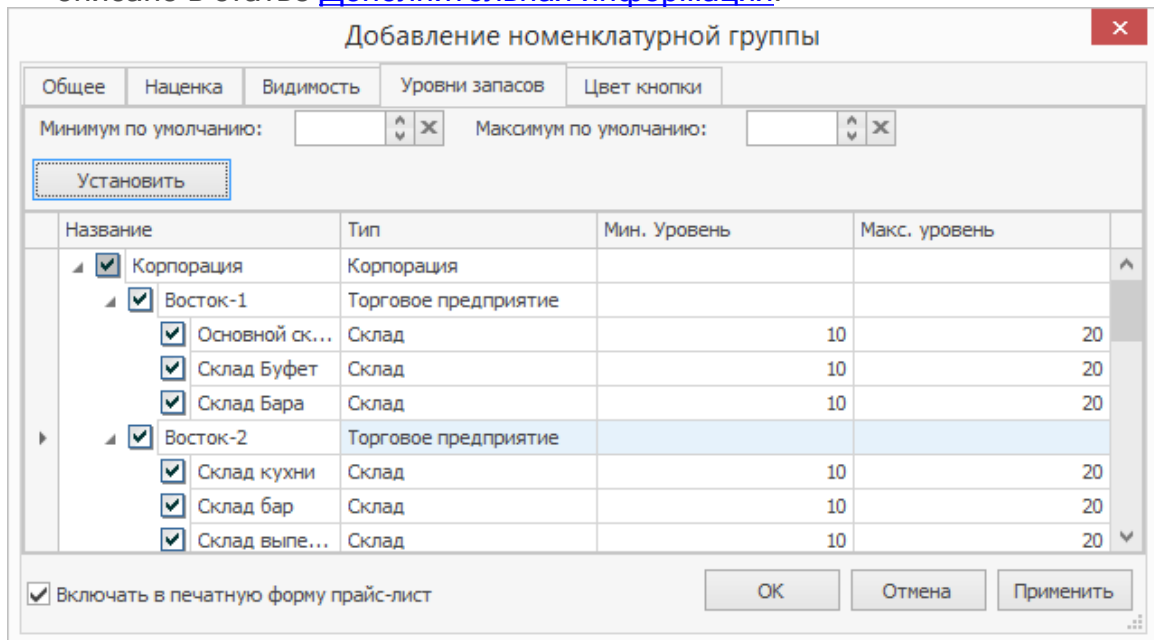 Добавление номенклатурной группы
Общее Наценка Видимость Уровни запасов Цвет кнопки
Минимум по умолчанию: Максимум по умолчанию:
Установить
Название Тип Мин. Уровень Макс. уровень
Корпорация Корпорация
Восток-1 Торговое предприятие
Основной ск... Склад 10 20
Склад Буфет Склад 10 20
Склад Бара Склад 10 20
Восток-2 Торговое предприятие
Склад кухни Склад 10 20
Склад бар Склад 10 20
Склад выпе... Склад 10 20
Включать в печатную форму прайс-лист OK Отмена Применить